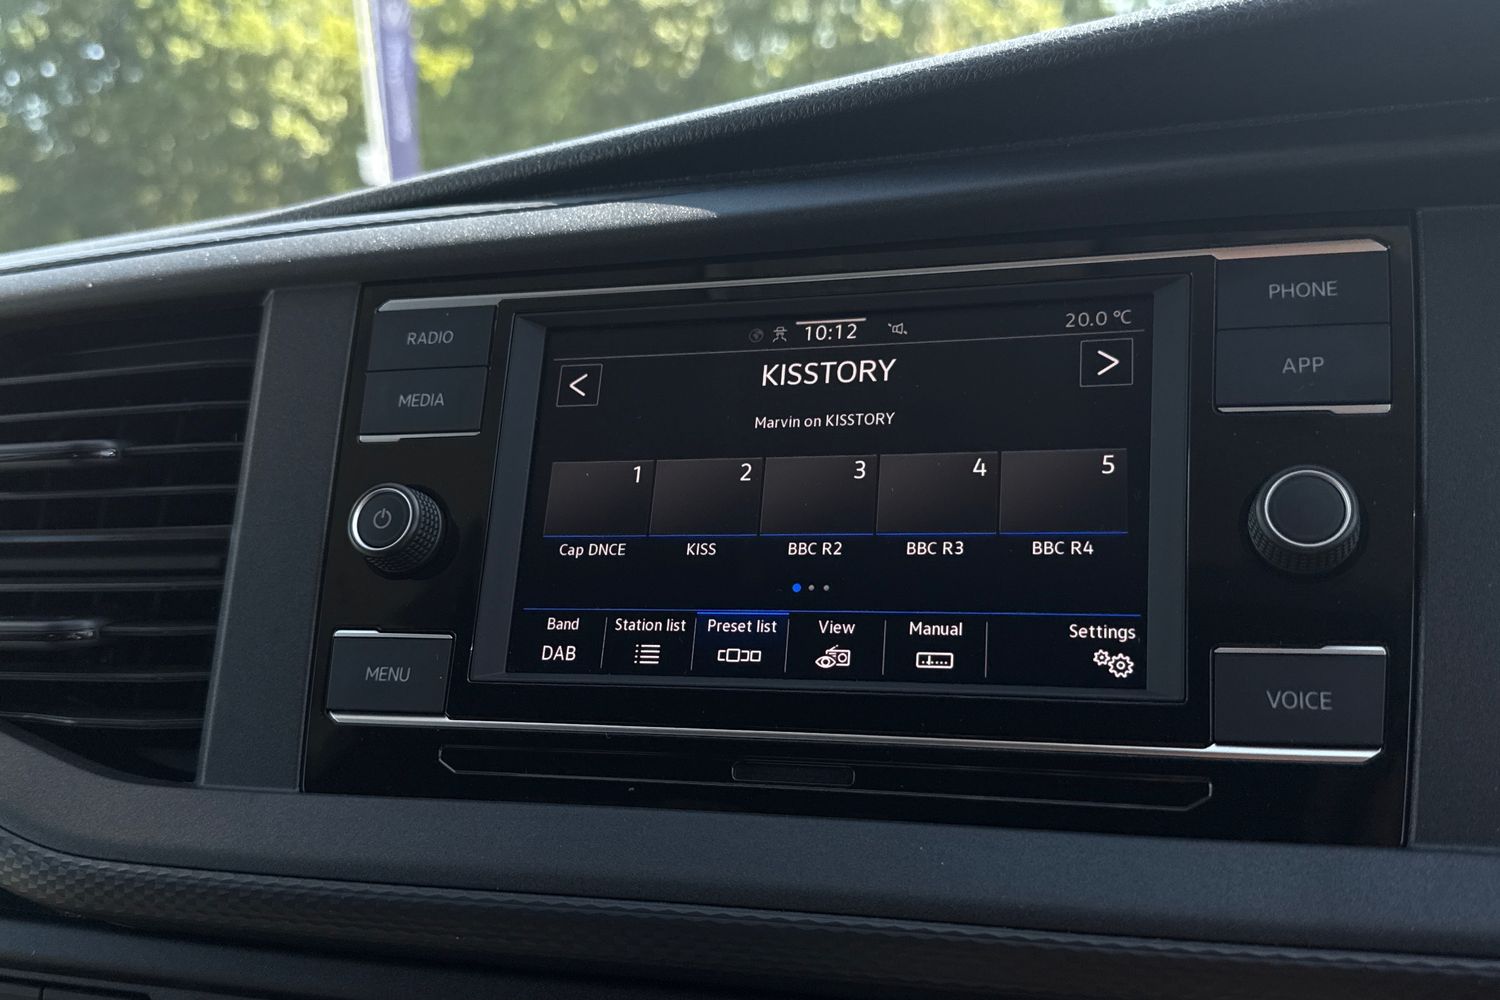 RADIO
MEDIA
MENU
10:12
20.0 °C
<
KISSTORY
>
Marvin on KISSTORY
1 2 3 4 5
Cap DNCE KISS BBC R2 BBC R3 BBC R4
Band Station list Preset list View Manual Settings
DAB
PHONE
APP
VOICE